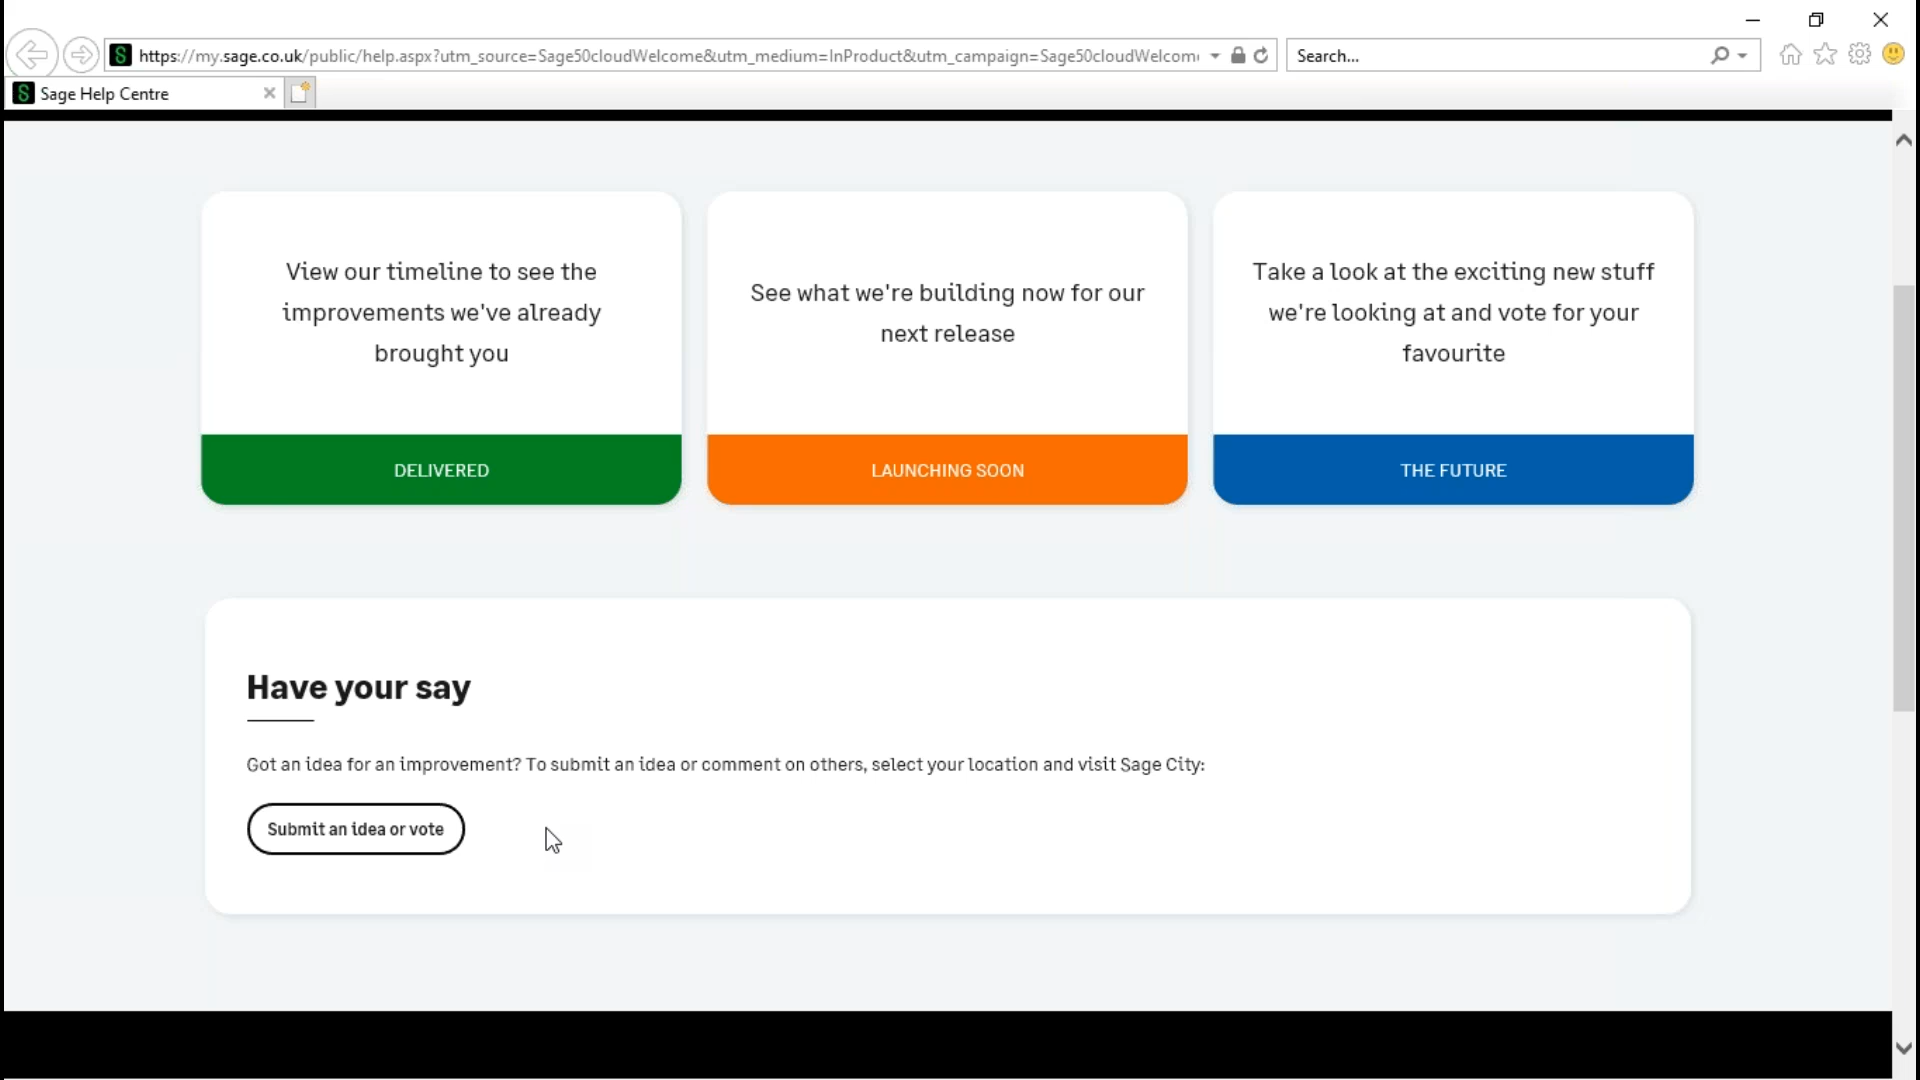 https://my.sage.co.uk/public/help.aspx?utm_source=Sage50cloudWelcome&utm_medium=InProduct&utm_campaign=Sage50cloudWelcom
Search...
Sage Help Centre
View our timeline to see the
improvements we've already
brought you
DELIVERED
See what we're building now for our
next release
LAUNCHING SOON
Take a look at the exciting new stuff
we're looking at and vote for your
favourite
THE FUTURE
Have your say
Got an idea for an improvement? To submit an idea or comment on others, select your location and visit Sage City:
Submit an idea or vote